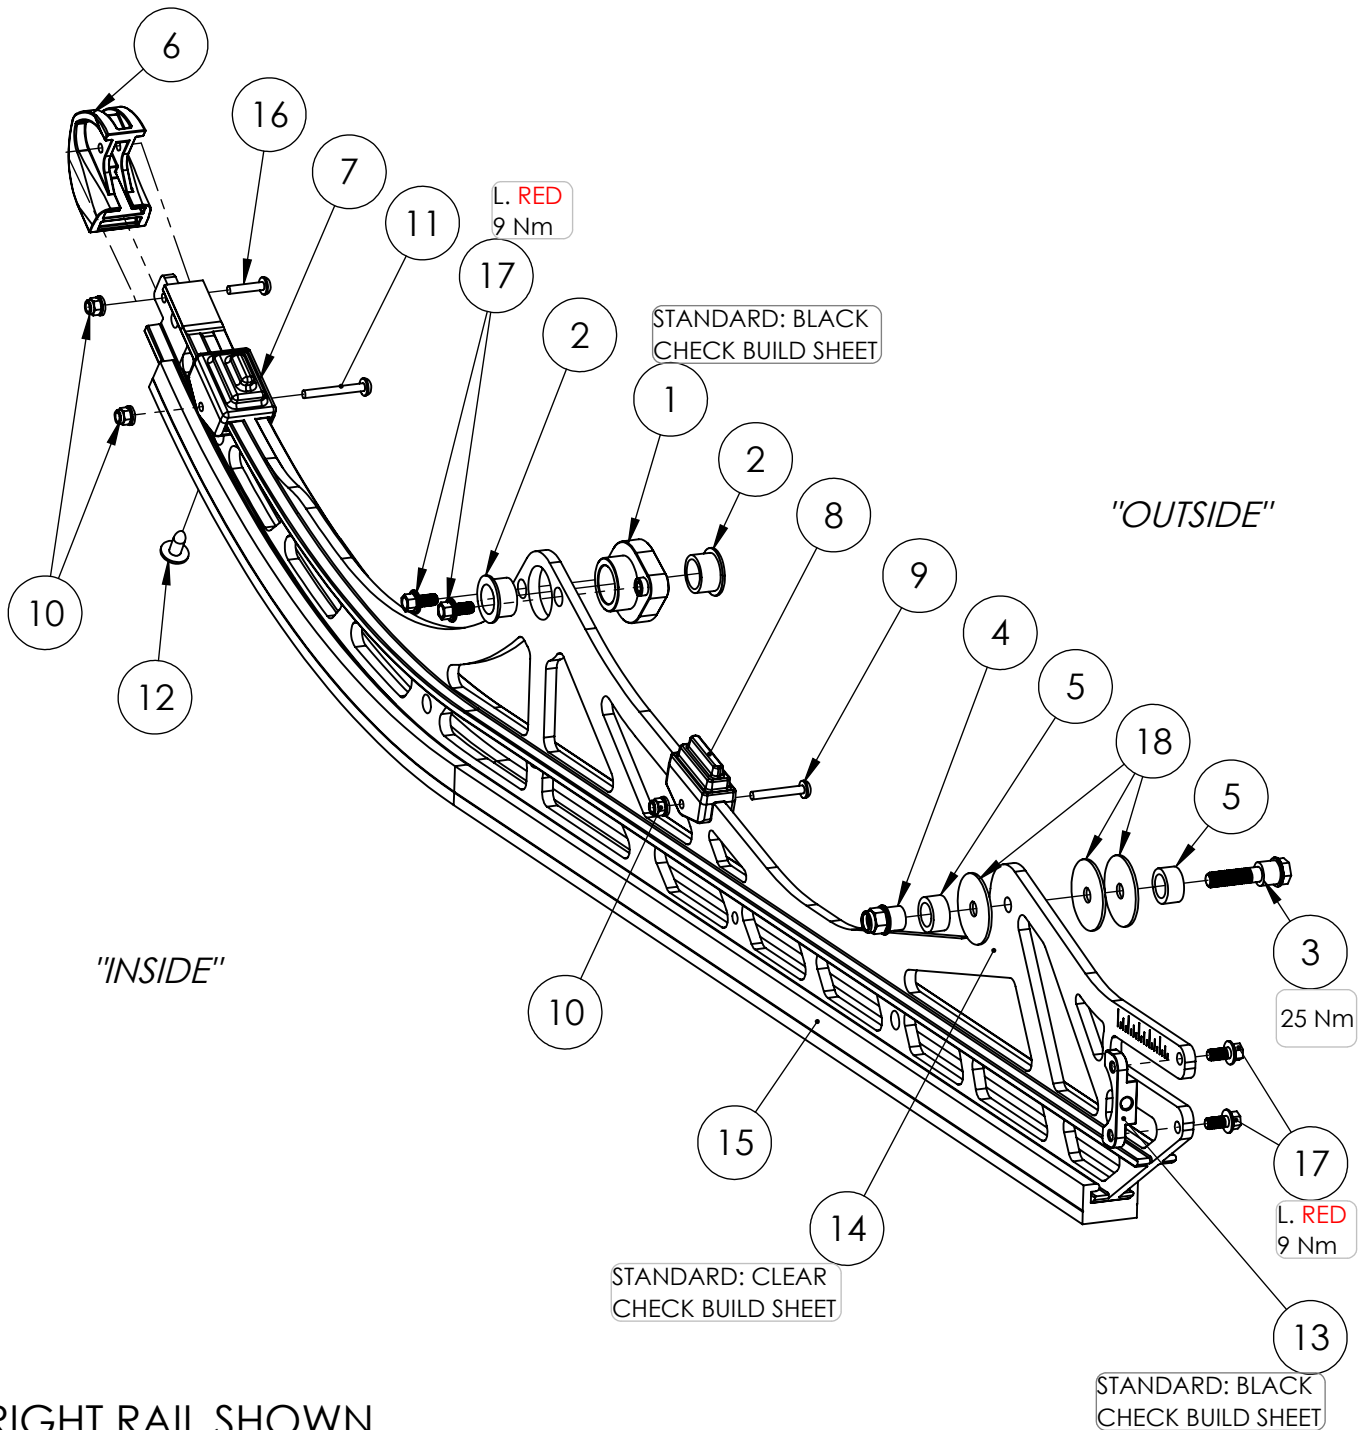 6
16
7
L. RED
9 Nm
11
17
2
STANDARD: BLACK
CHECK BUILD SHEET
1
2
8
"OUTSIDE"
9
10
4
12
5
18
5
"INSIDE"
10
3
25 Nm
15
17
L. RED
9 Nm
14
STANDARD: CLEAR
CHECK BUILD SHEET
13
STANDARD: BLACK
CHECK BUILD SHEET
RIGHT RAIL SHOWN